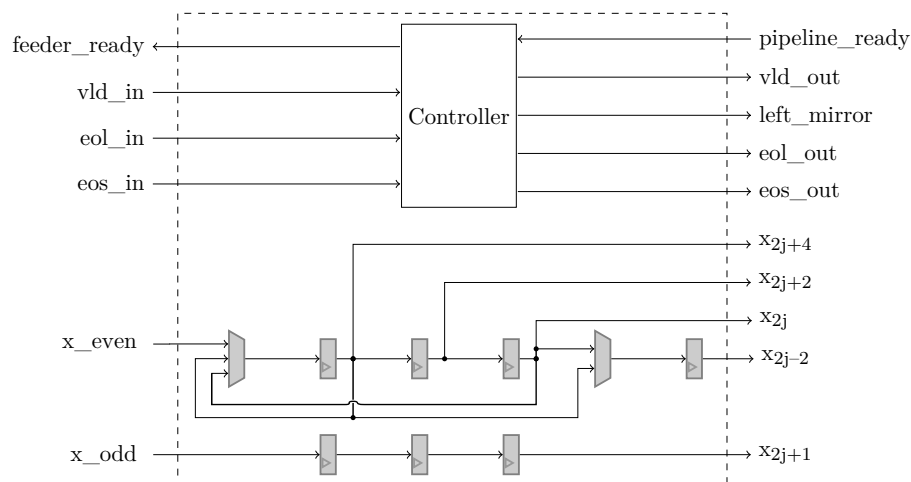 feeder_ready
vld_in
eol_in
eos_in
Controller
pipeline_ready
vld_out
left_mirror
eol_out
eos_out
x2j+4
x2j+2
x2j
x_even
x2j–2
x_odd
x2j+1